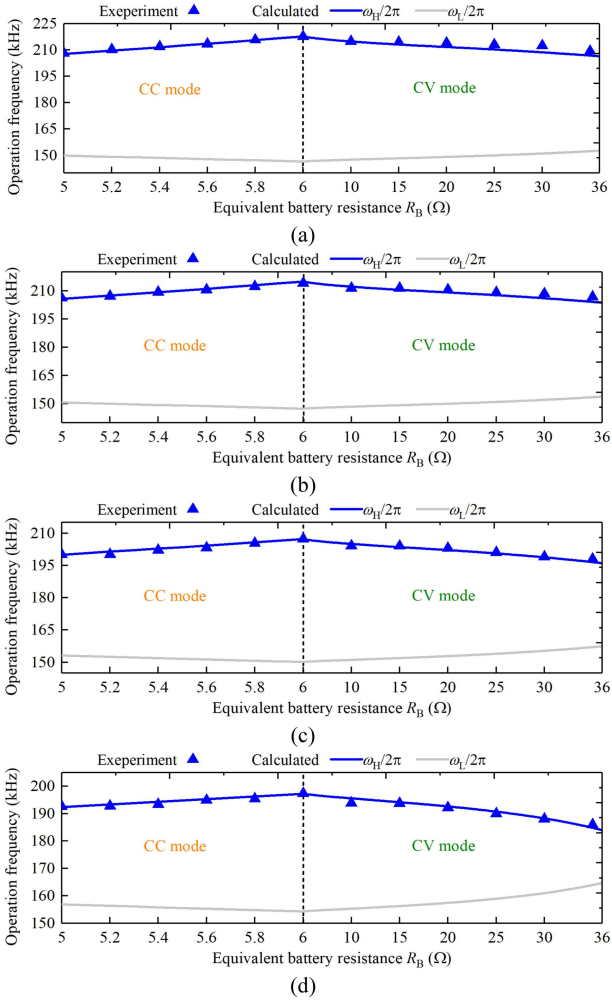 Exeperiment Calculated ωH/2π ωL/2π
225
210
195
180
165
150
Operation frequency (kHz)
CC mode CV mode
5 5.2 5.4 5.6 5.8 6 10 15 20 25 30 36
Equivalent battery resistance RB (Ω)
(a)
Exeperiment Calculated ωH/2π ωL/2π
210
195
180
165
150
Operation frequency (kHz)
CC mode CV mode
5 5.2 5.4 5.6 5.8 6 10 15 20 25 30 36
Equivalent battery resistance RB (Ω)
(b)
Exeperiment Calculated ωH/2π ωL/2π
210
195
180
165
150
Operation frequency (kHz)
CC mode CV mode
5 5.2 5.4 5.6 5.8 6 10 15 20 25 30 36
Equivalent battery resistance RB (Ω)
(c)
Exeperiment Calculated ωH/2π ωL/2π
200
190
180
170
160
150
Operation frequency (kHz)
CC mode CV mode
5 5.2 5.4 5.6 5.8 6 10 15 20 25 30 36
Equivalent battery resistance RB (Ω)
(d)